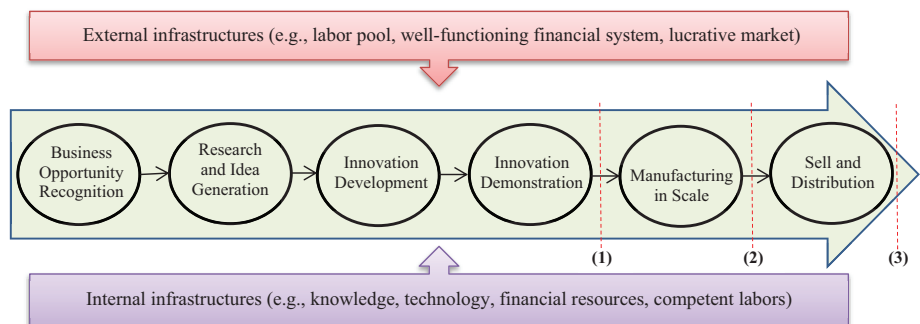 External infrastructures (e.g., labor pool, well-functioning financial system, lucrative market)
Business
Opportunity
Recognition
Research
and Idea
Generation
Innovation
Development
Innovation
Demonstration
Manufacturing
in Scale
Sell and
Distribution
(1)
(2)
(3)
Internal infrastructures (e.g., knowledge, technology, financial resources, competent labors)